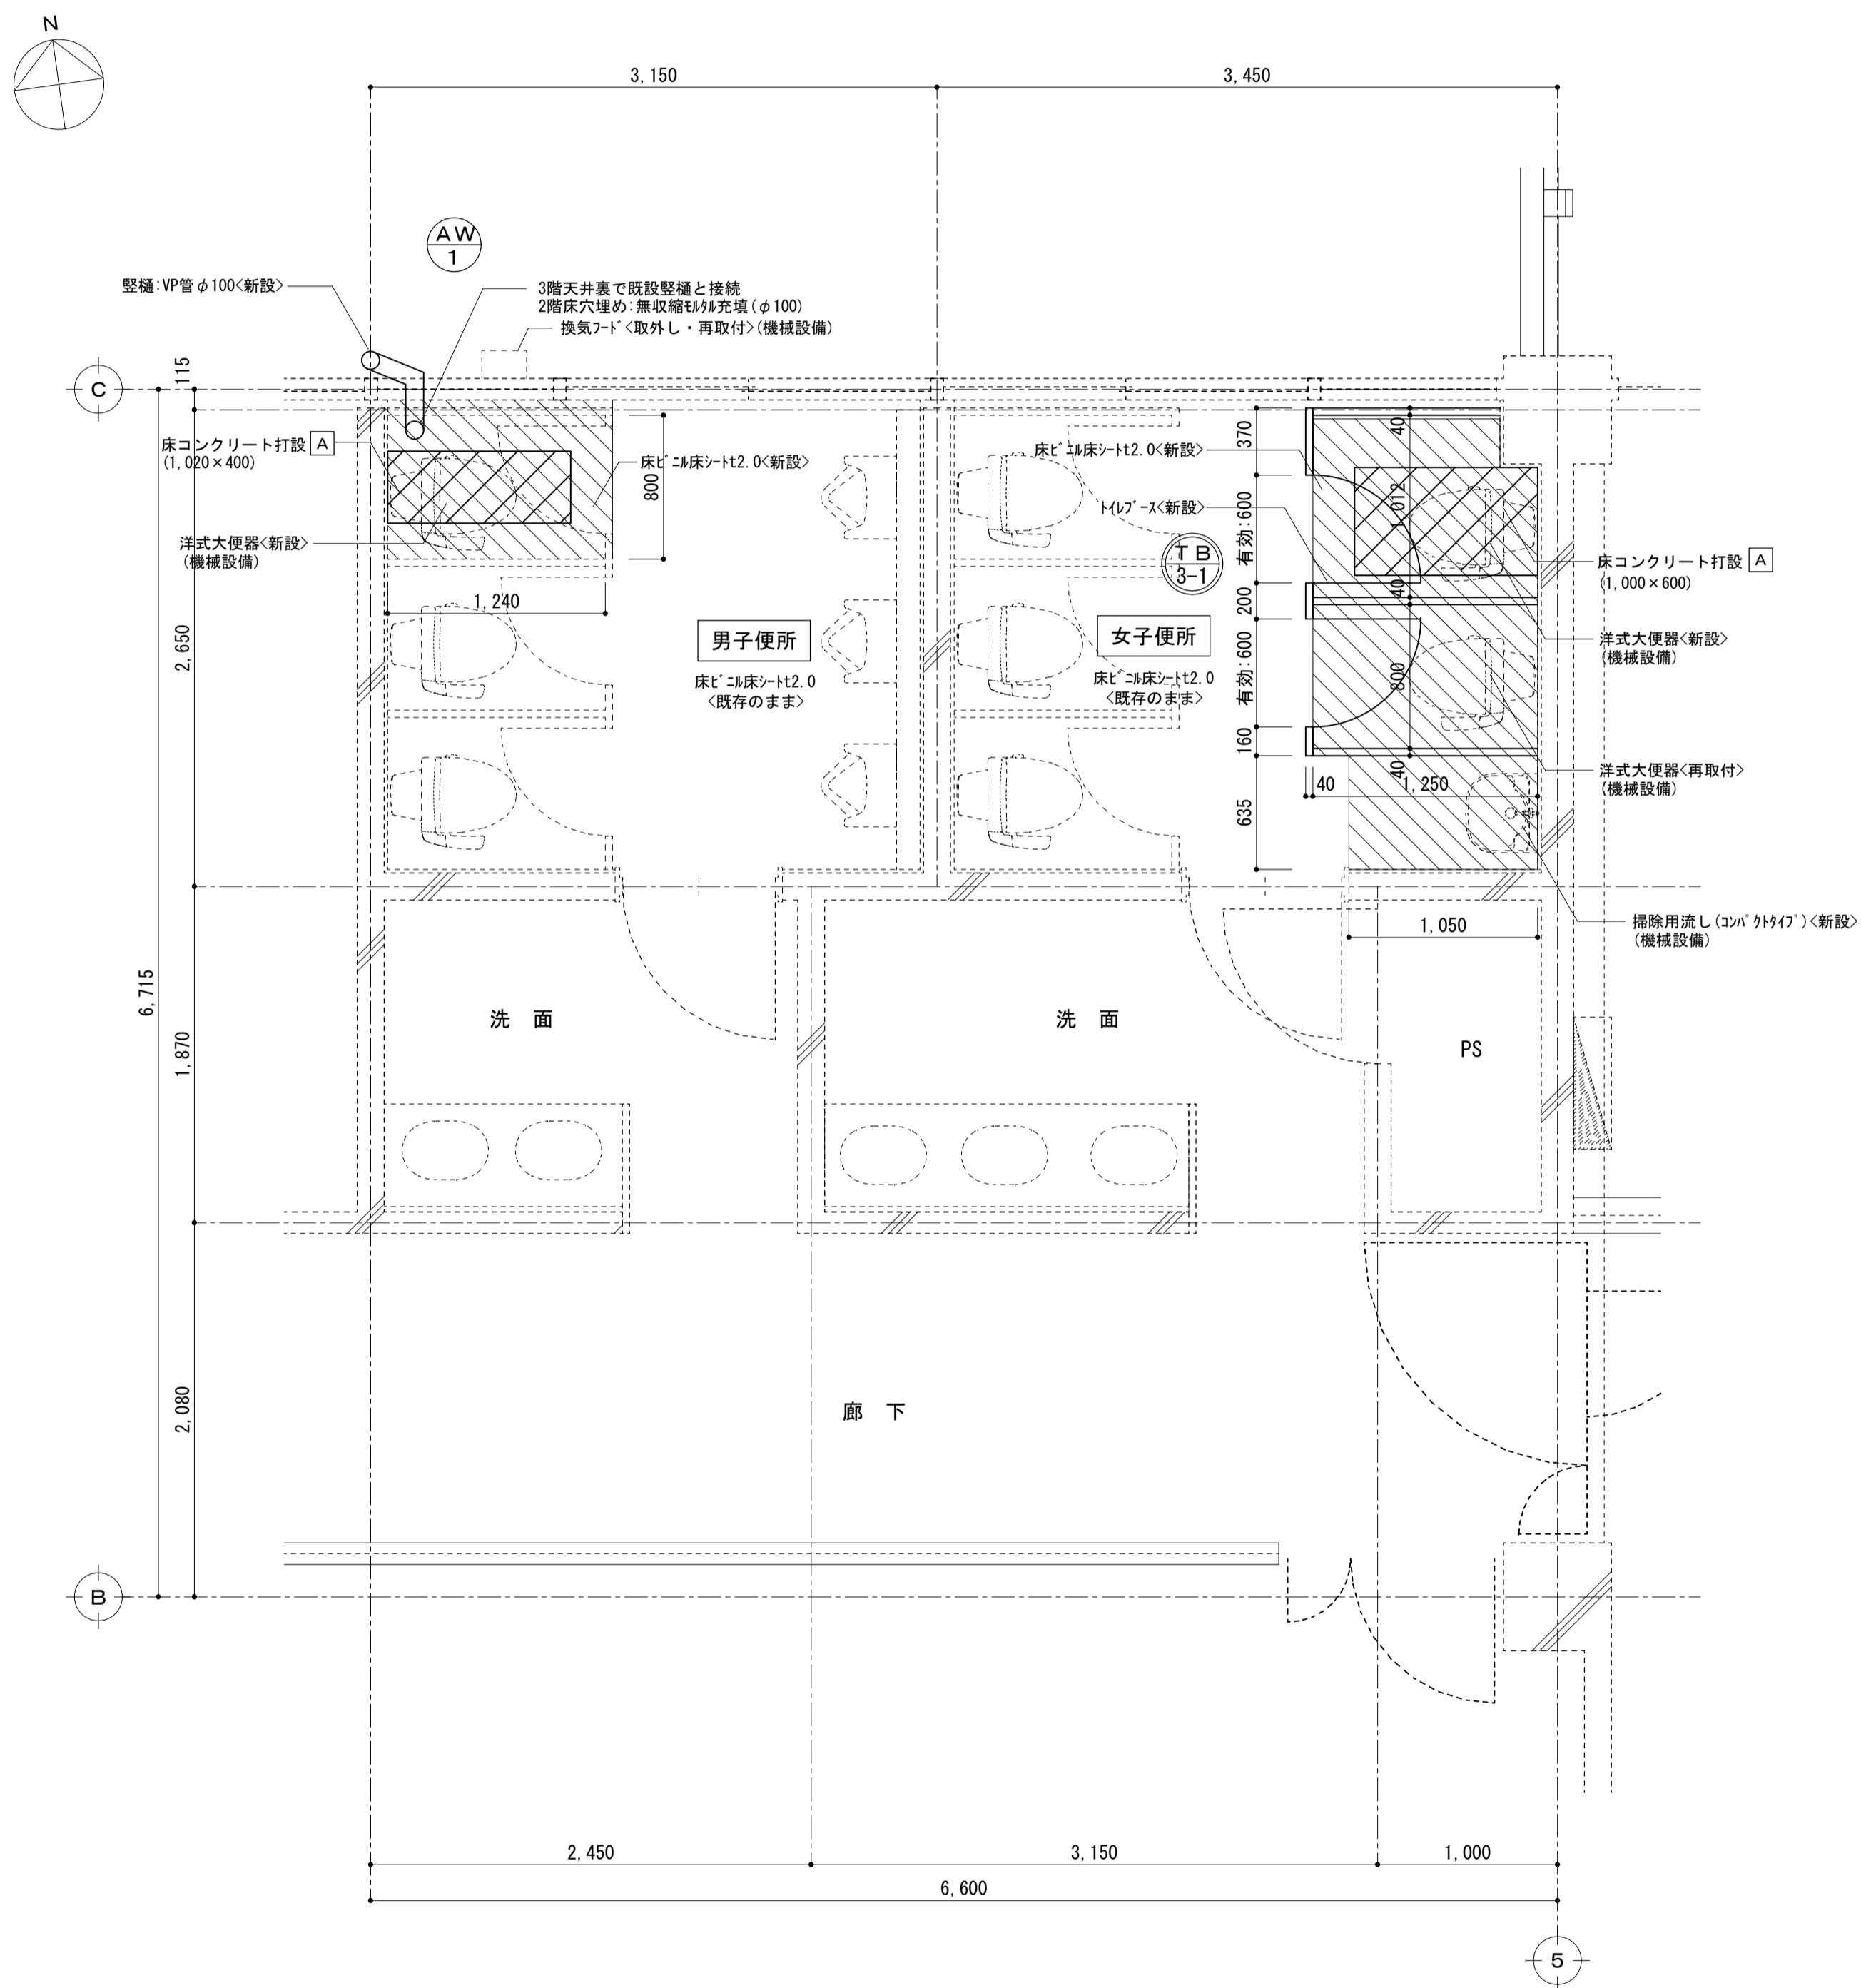 N
3,150
3,450
AW
1
竪樋:VP管φ100<新設>
3階天井裏で既設竪樋と接続
2階床穴埋め:無収縮ﾓﾙﾀﾙ充填(φ100)
換気ﾌｰﾄﾞ<取外し・再取付>(機械設備)
C
115
床コンクリート打設 A
(1,020×400)
床ﾋﾞﾆﾙ床ｼｰﾄt2.0<新設>
800
洋式大便器<新設>
(機械設備)
1,240
2,650
男子便所
床ﾋﾞﾆﾙ床ｼｰﾄt2.0
<既存のまま>
女子便所
床ﾋﾞﾆﾙ床ｼｰﾄt2.0
<既存のまま>
床ﾋﾞﾆﾙ床ｼｰﾄt2.0<新設>
ﾄｲﾚﾌﾞｰｽ<新設>
TB
3-1
370
有効:600
200
有効:600
160
635
40
1,012
40
800
40
40
1,250
床コンクリート打設 A
(1,000×600)
洋式大便器<新設>
(機械設備)
洋式大便器<再取付>
(機械設備)
掃除用流し(ｺﾝﾊﾟｸﾄﾀｲﾌﾟ)<新設>
(機械設備)
1,050
6,715
1,870
洗 面
洗 面
PS
2,080
廊 下
B
2,450
3,150
1,000
6,600
5